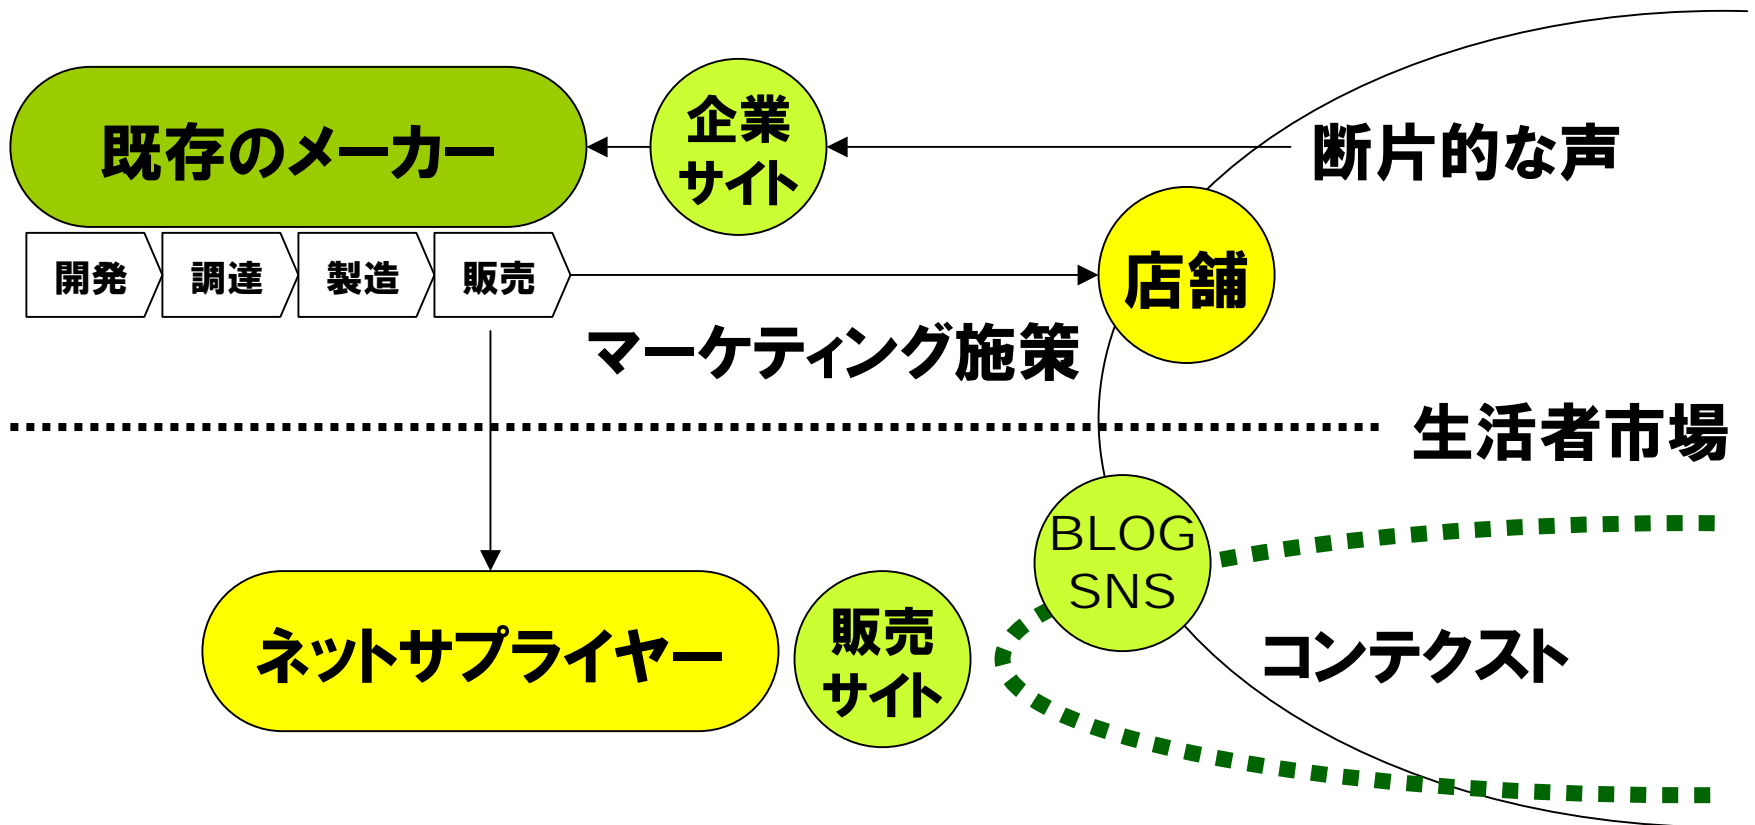 既存のメーカー
企業
サイト
断片的な声
開発
調達
製造
販売
店舗
マーケティング施策
生活者市場
BLOG
SNS
ネットサプライヤー
販売
サイト
コンテクスト